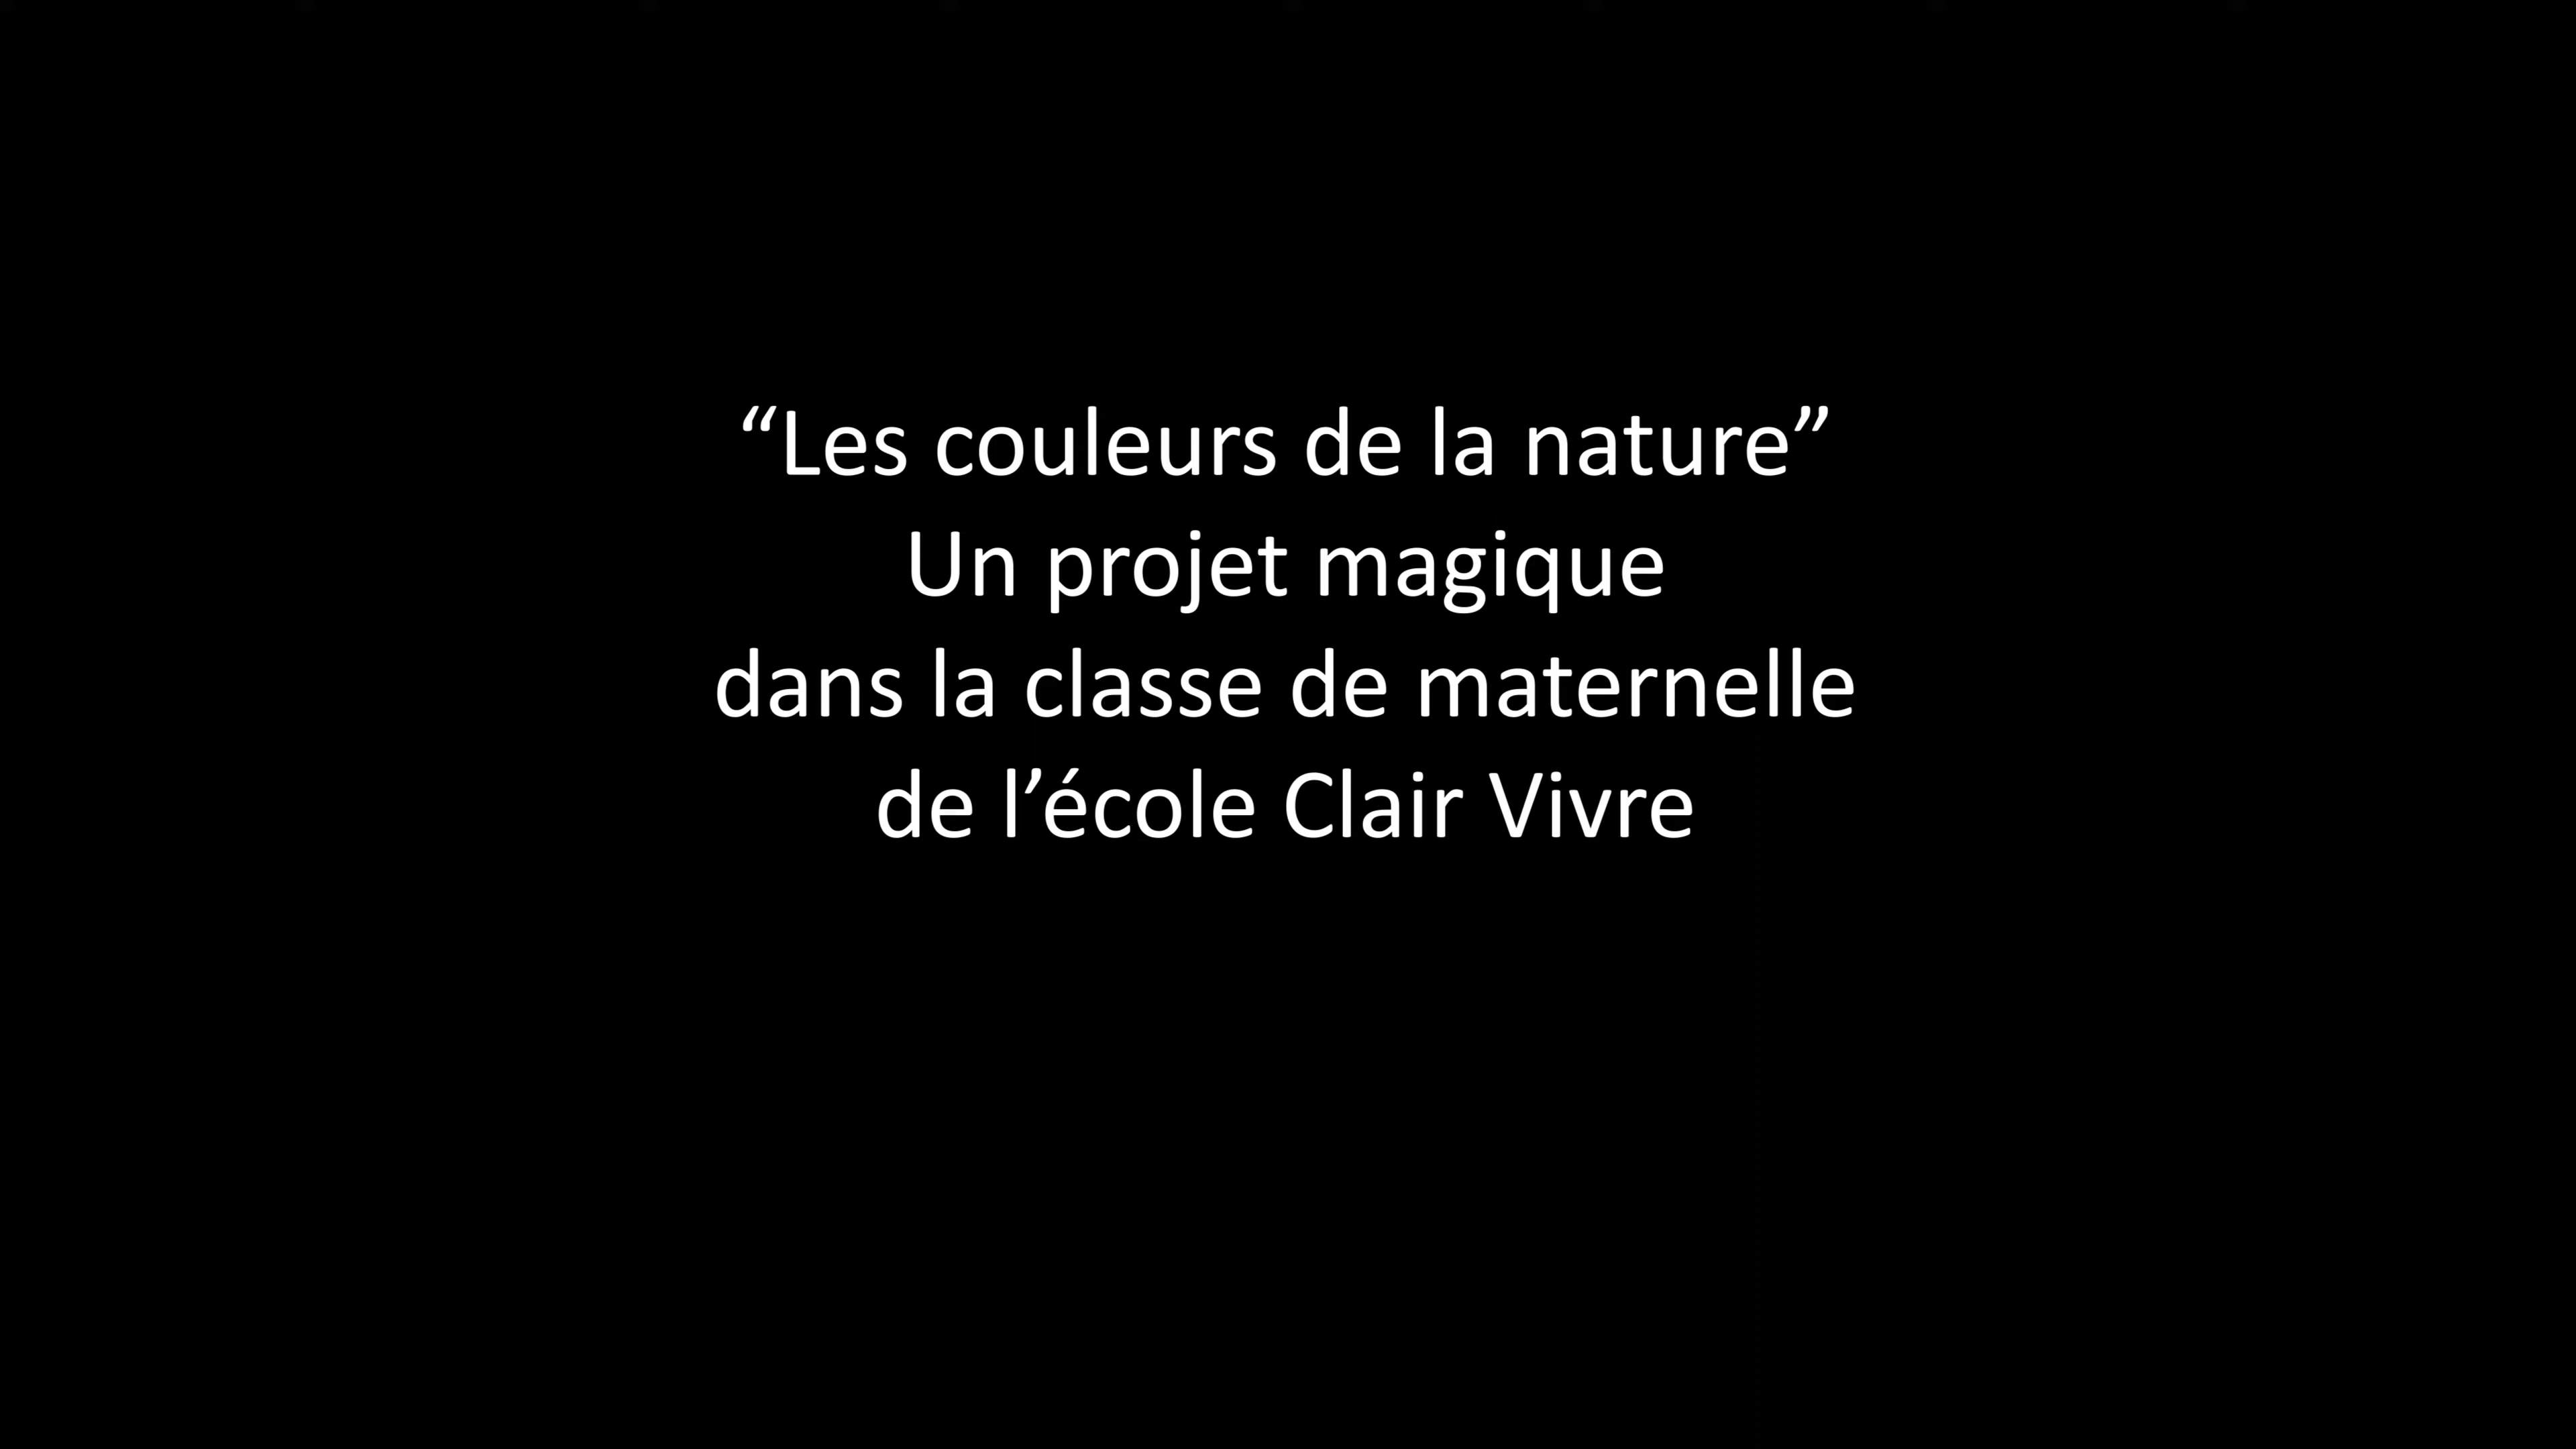 “Les couleurs de la nature”
Un projet magique
dans la classe de maternelle
de l’école Clair Vivre